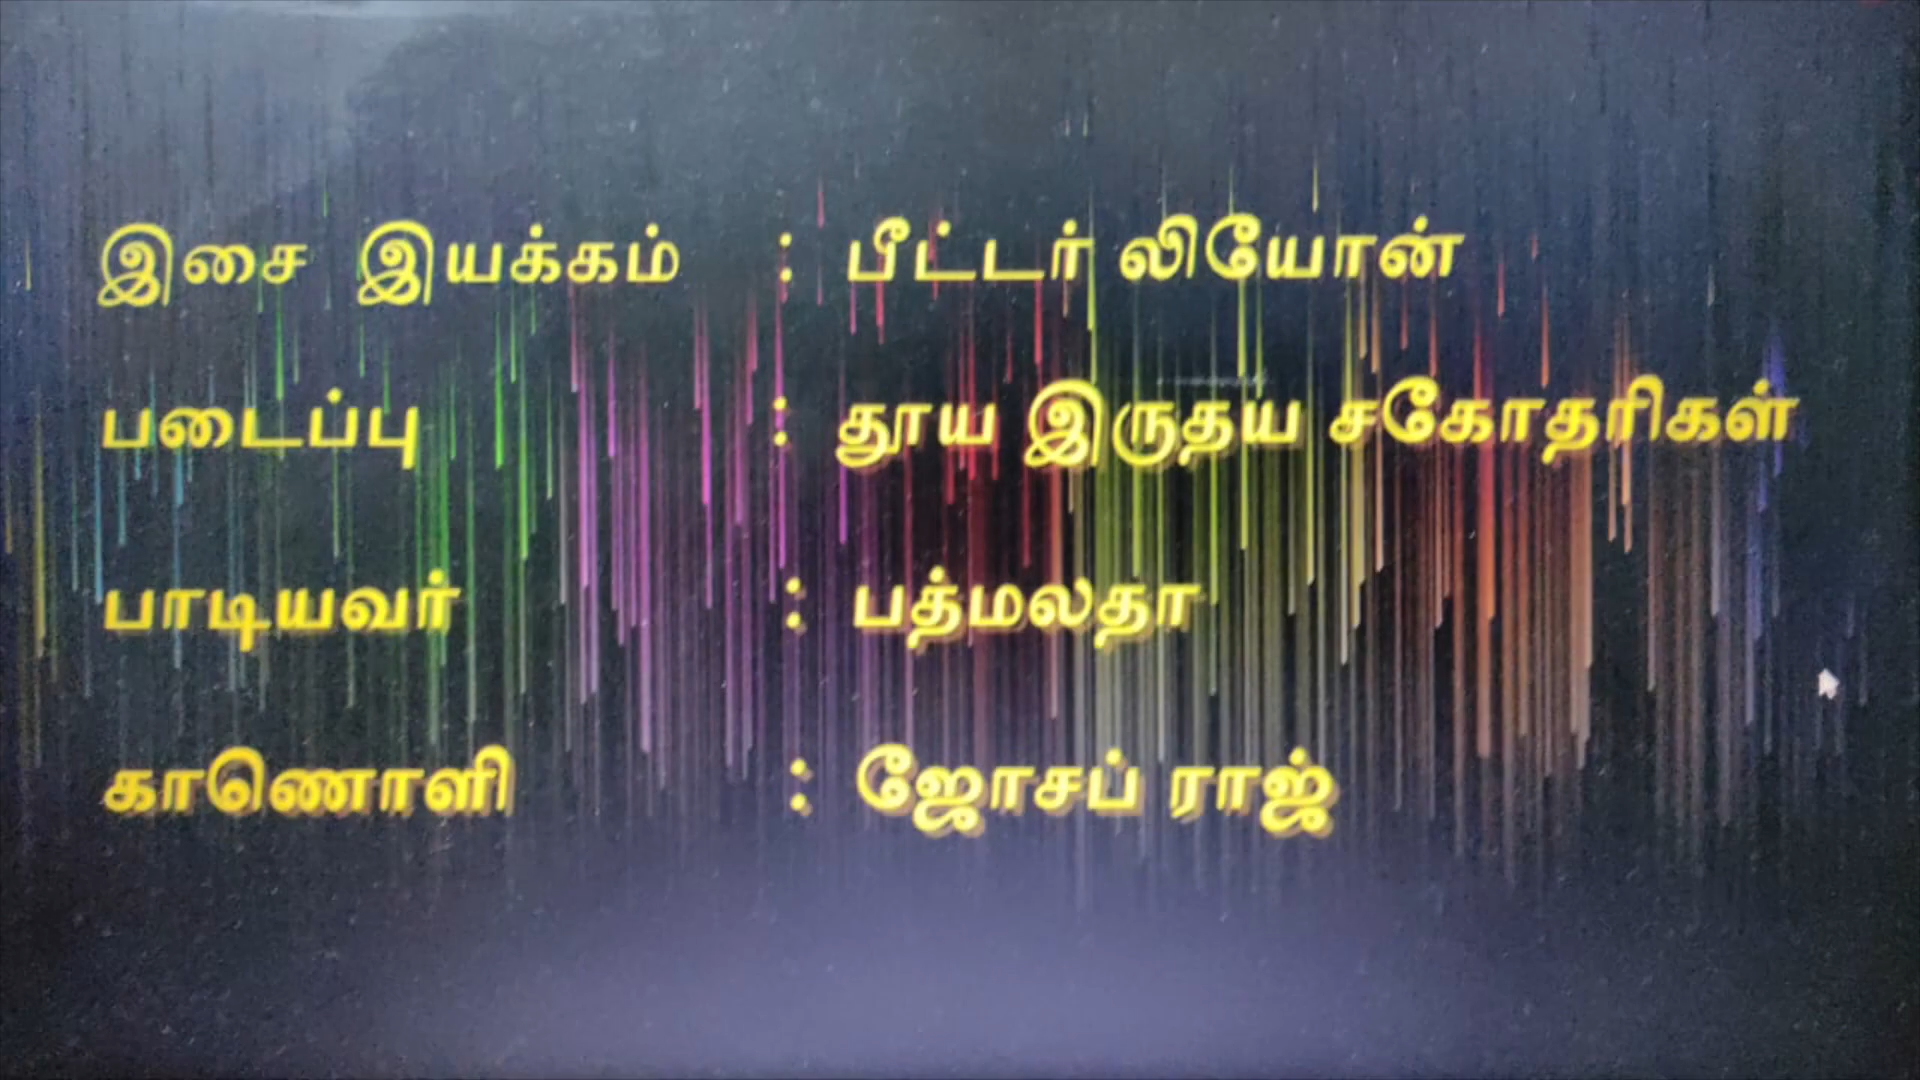 இசை இயக்கம் : பீட்டர் லியோன்
படைப்பு : தூய இருதய சகோதரிகள்
பாடியவர் : பத்மலதா
காணொளி : ஜோசப் ராஜ்